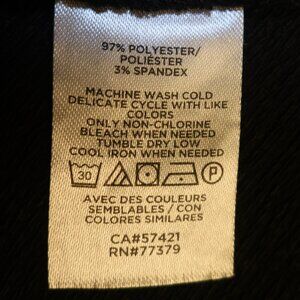 97% POLYESTER/
POLIÉSTER
3% SPANDEX
MACHINE WASH COLD
DELICATE CYCLE WITH LIKE
COLORS
ONLY NON-CHLORINE
BLEACH WHEN NEEDED
TUMBLE DRY LOW
COOL IRON WHEN NEEDED
30 P
AVEC DES COULEURS
SEMBLABLES / CON
COLORES SIMILARES
CA#57421
RN#77379